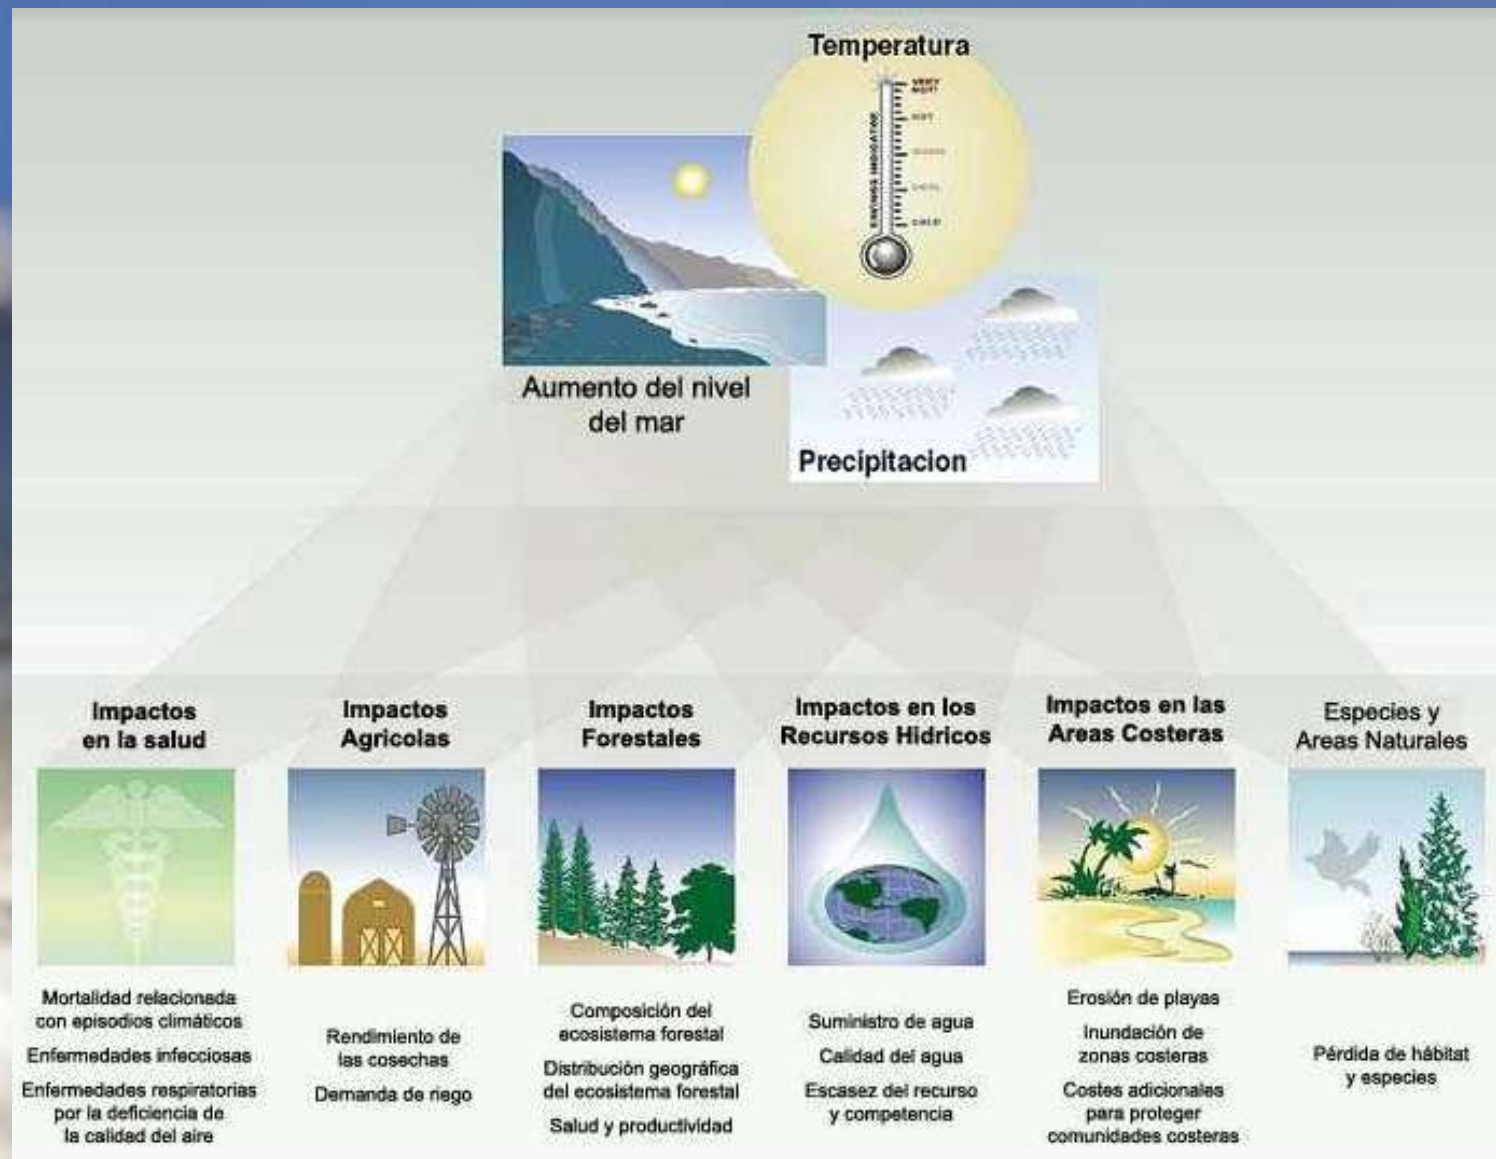 Temperatura
VERY
HOT!
HOT
COLD
Aumento del nivel
del mar
Precipitacion
Impactos
en la salud
Mortalidad relacionada
con episodios climáticos
Enfermedades infecciosas
Enfermedades respiratorias
por la deficiencia de
la calidad del aire
Impactos
Agricolas
Rendimiento de
las cosechas
Demanda de riego
Impactos
Forestales
Composición del
ecosistema forestal
Distribución geográfica
del ecosistema forestal
Salud y productividad
Impactos en los
Recursos Hidricos
Suministro de agua
Calidad del agua
Escasez del recurso
y competencia
Impactos en las
Areas Costeras
Erosión de playas
Inundación de
zonas costeras
Costes adicionales
para proteger
comunidades costeras
Especies y
Areas Naturales
Pérdida de hábitat
y especies